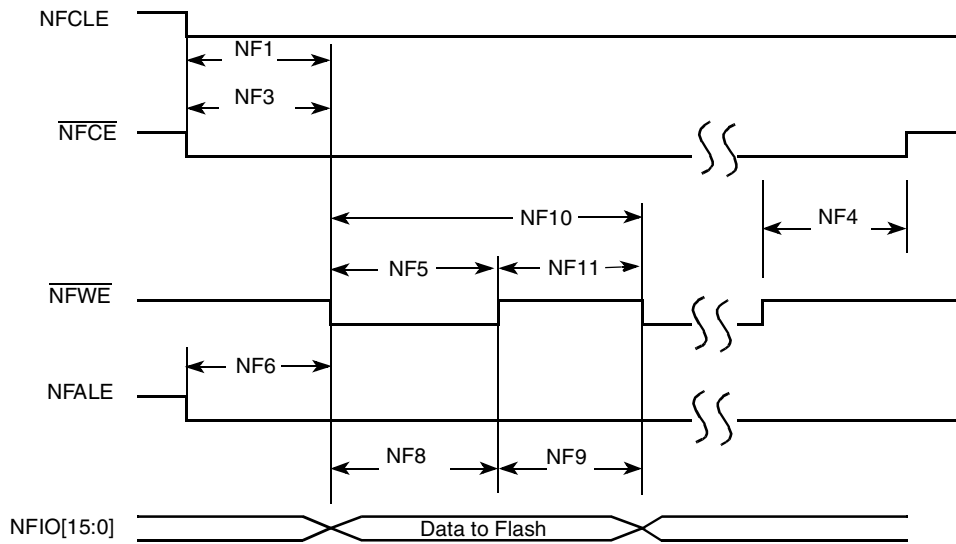 NFCLE
NF1
NF3
NFCE
NF10
NF4
NF5
NF11
NFWE
NF6
NFALE
NF8
NF9
NFIO[15:0]
Data to Flash